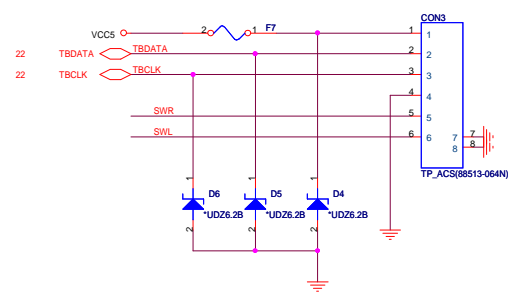 CON3
VCC5 2 1 F7 1 1
22 TBDATA TBDATA 2 2
22 TBCLK TBCLK 3 3
4 4
SWR 5 5
SWL 6 6 7 7
8 8
TP_ACS(88513-064N)
1 1 1
D6 D5 D4
*UDZ6.2B *UDZ6.2B *UDZ6.2B
2 2 2